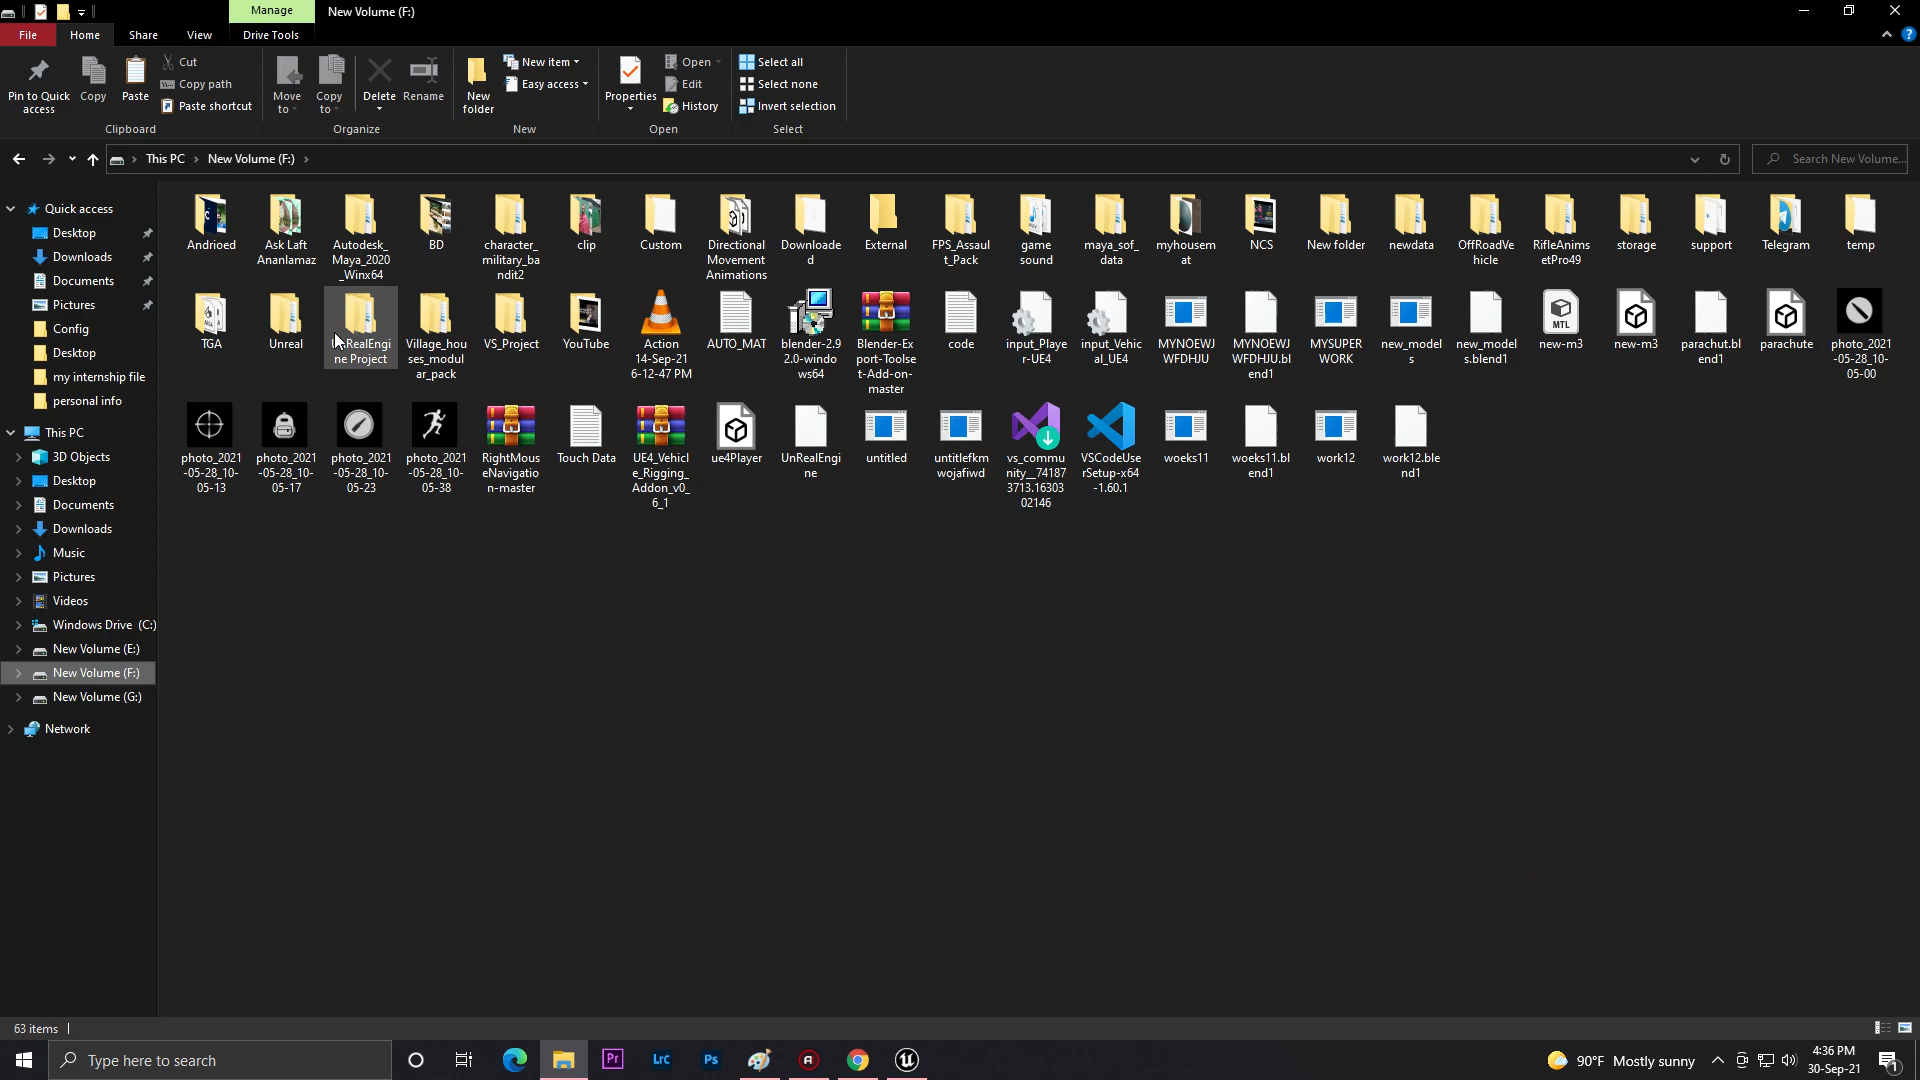 Manage
New Volume (F:)
File
Home
Share
View
Drive Tools
Pin to Quick
access
Copy
Paste
Cut
Copy path
Paste shortcut
Clipboard
Move
to
Copy
to
Delete
Rename
Organize
New
folder
New item
Easy access
New
Properties
Open
Edit
History
Open
Select all
Select none
Invert selection
Select
This PC
New Volume (F:)
Search New Volume...
Quick access
Desktop
Downloads
Documents
Pictures
Config
Desktop
my internship file
personal info
This PC
3D Objects
Desktop
Documents
Downloads
Music
Pictures
Videos
Windows Drive (C:)
New Volume (E:)
New Volume (F:)
New Volume (G:)
Network
Andrioed
Ask Laft
Ananlamaz
Autodesk_
Maya_2020
_Winx64
BD
character_
military_ba
ndit2
clip
Custom
Directional
Movement
Animations
Downloade
d
External
FPS_Assaul
t_Pack
game
sound
maya_sof_
data
myhousem
at
NCS
New folder
newdata
OffRoadVe
hicle
RifleAnims
etPro49
storage
support
Telegram
temp
TGA
Unreal
UnRealEngi
ne Project
Village_hou
ses_modul
ar_pack
VS_Project
YouTube
Action
14-Sep-21
6-12-47 PM
AUTO_MAT
blender-2.9
2.0-windo
ws64
Blender-Ex
port-Toolse
t-Add-on-
master
code
input_Playe
r-UE4
input_Vehic
al_UE4
MYNOEWJ
WFDHJU
MYNOEWJ
WFDHJU.bl
end1
MYSUPER
WORK
new_model
s
new_model
s.blend1
MTL
new-m3
new-m3
parachut.bl
end1
parachute
photo_2021
-05-28_10-
05-00
photo_2021
-05-28_10-
05-13
photo_2021
-05-28_10-
05-17
photo_2021
-05-28_10-
05-23
photo_2021
-05-28_10-
05-38
RightMous
eNavigatio
n-master
Touch Data
UE4_Vehicl
e_Rigging_
Addon_v0_
6_1
ue4Player
UnRealEngi
ne
untitled
untitlefkm
wojafiwd
vs_commu
nity__74187
3713.16303
02146
VSCodeUse
rSetup-x64
-1.60.1
woeks11
woeks11.bl
end1
work12
work12.ble
nd1
63 items
Type here to search
Pr
Lrc
Ps
90°F Mostly sunny
4:36 PM
30-Sep-21
1